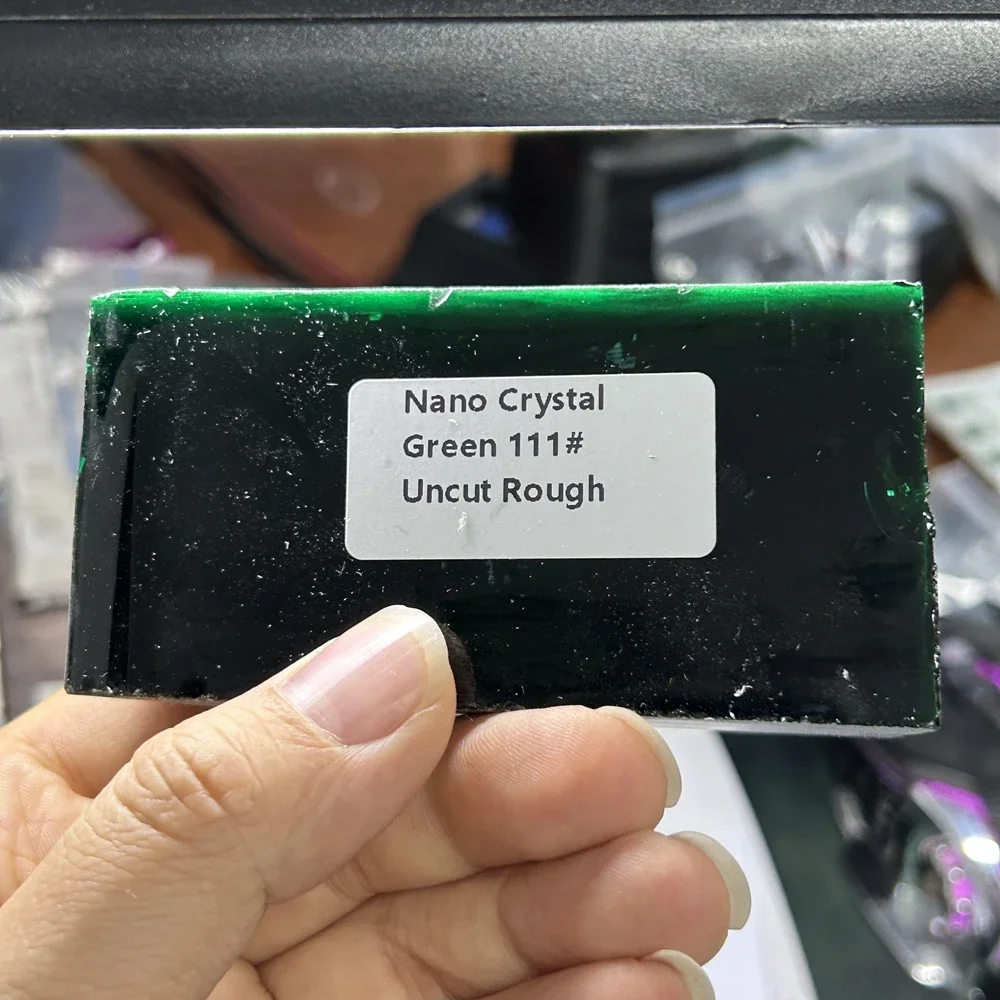 Nano Crystal
Green 111#
Uncut Rough